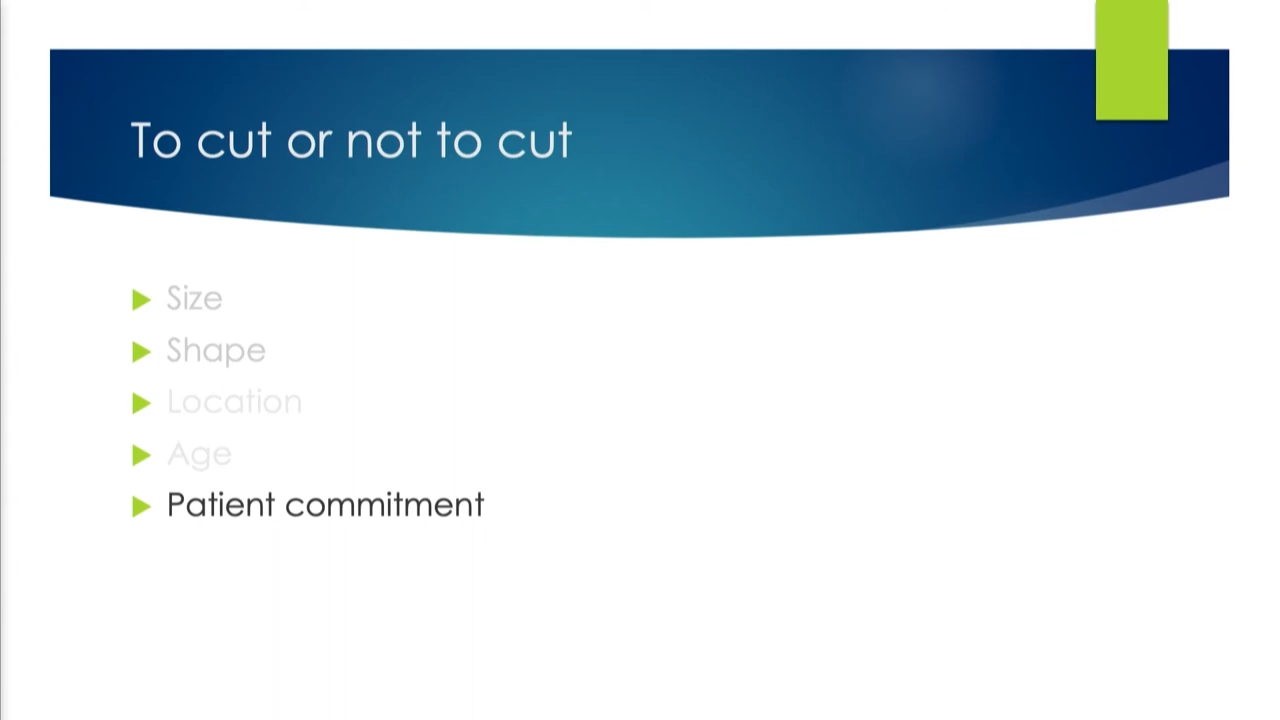 To cut or not to cut
Size
Shape
Location
Age
Patient commitment